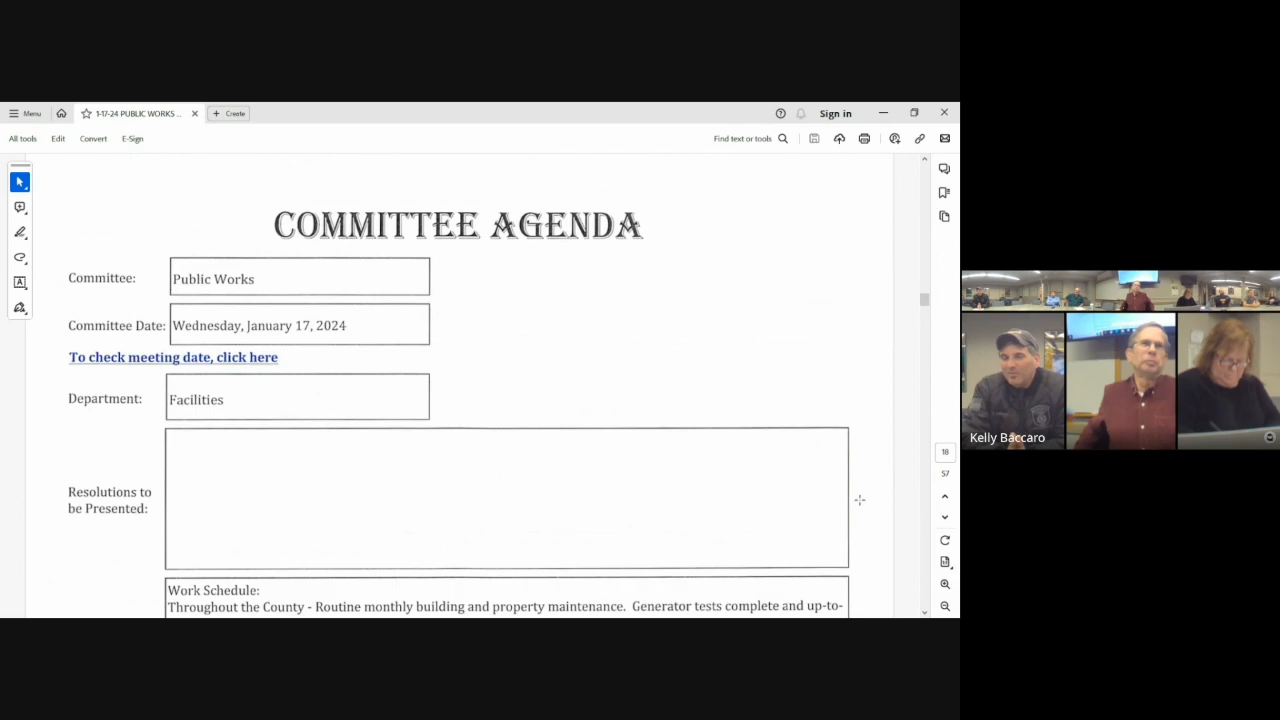 Menu
1-17-24 PUBLIC WORKS ...
Create
Sign in
All tools
Edit
Convert
E-Sign
Find text or tools
COMMITTEE AGENDA
Committee:
Public Works
Committee Date:
Wednesday, January 17, 2024
To check meeting date, click here
Department:
Facilities
Resolutions to
be Presented:
18
57
Work Schedule:
Throughout the County - Routine monthly building and property maintenance. Generator tests complete and up-to-
Kelly Baccaro